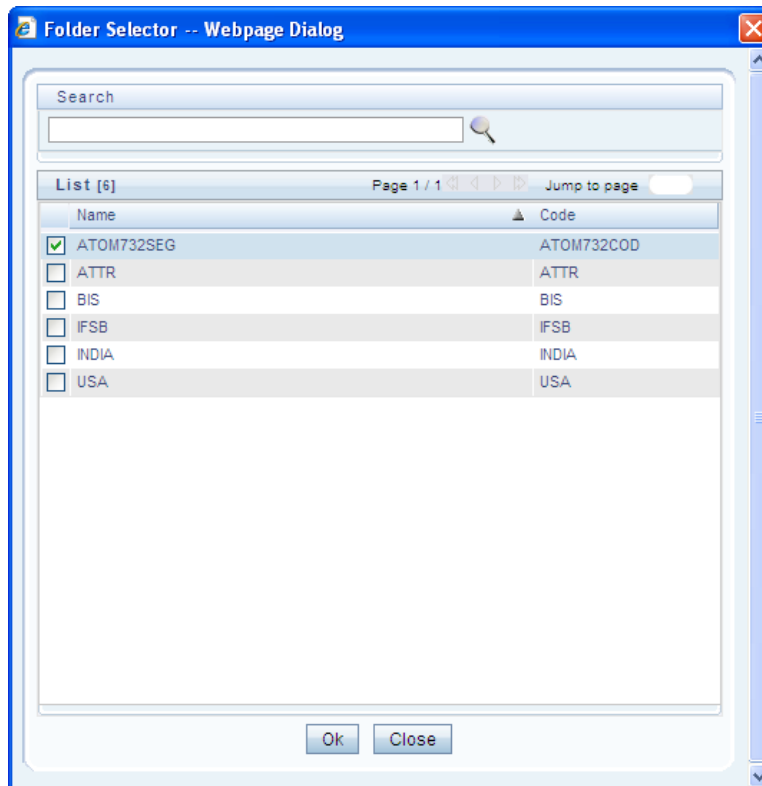 Folder Selector -- Webpage Dialog
Search
List [6] Page 1 / 1 Jump to page
Name Code
ATOM732SEG ATOM732COD
ATTR ATTR
BIS BIS
IFSB IFSB
INDIA INDIA
USA USA
Ok Close